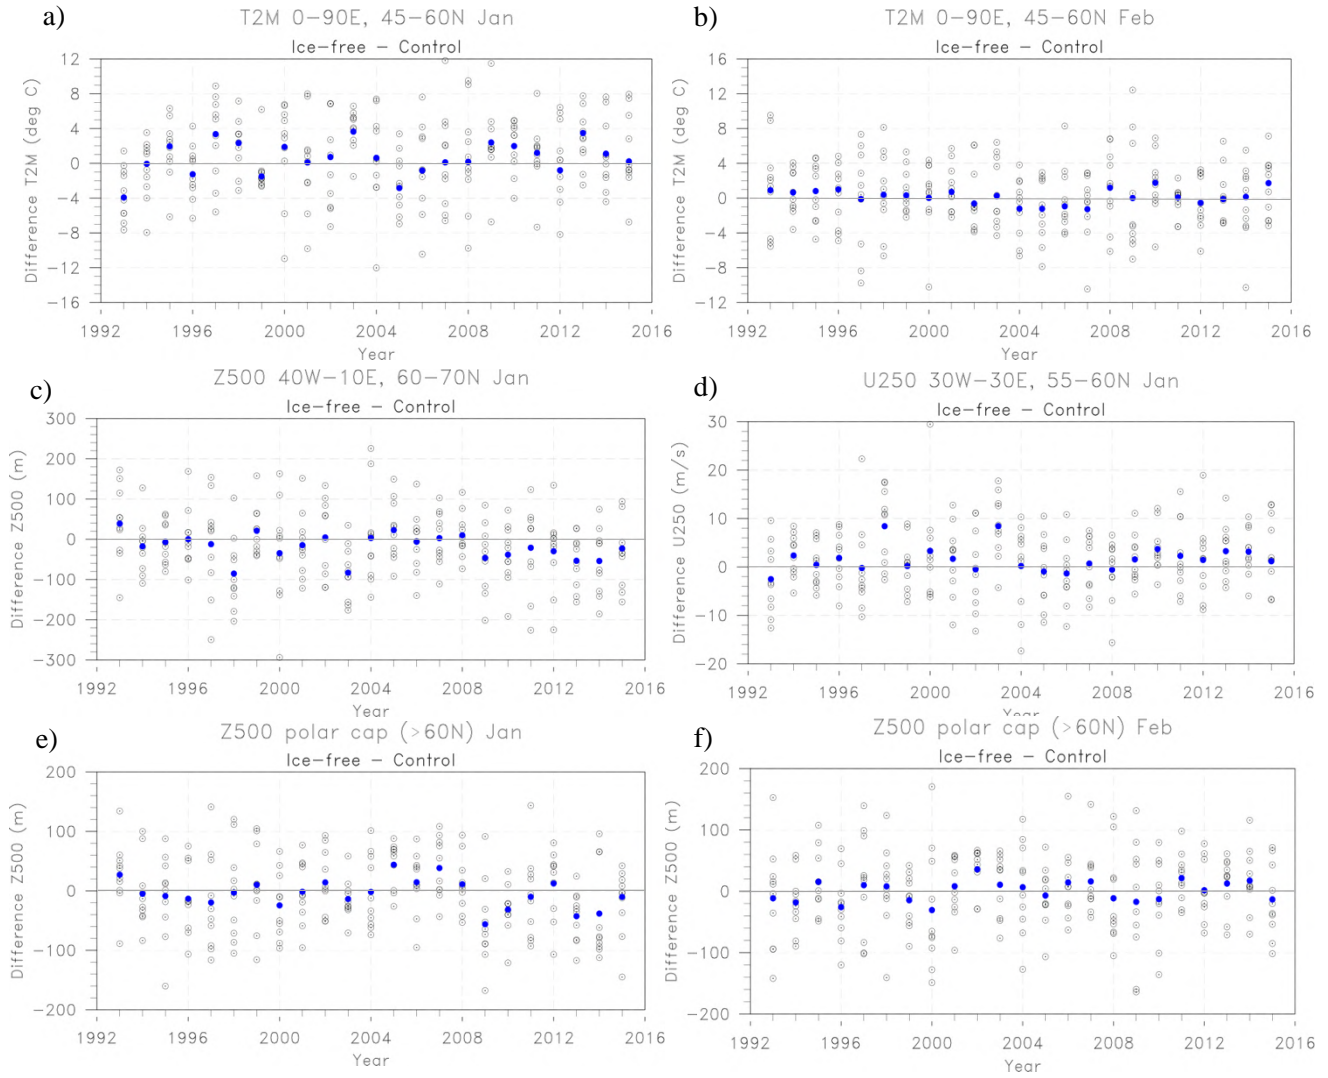 a)
T2M 0−90E, 45−60N Jan
Ice−free − Control
Difference T2M (deg C)
12
8
4
0
−4
−8
−12
−16
1992 1996 2000 2004 2008 2012 2016
Year
b)
T2M 0−90E, 45−60N Feb
Ice−free − Control
Difference T2M (deg C)
16
12
8
4
0
−4
−8
−12
1992 1996 2000 2004 2008 2012 2016
Year
c)
Z500 40W−10E, 60−70N Jan
Ice−free − Control
Difference Z500 (m)
300
200
100
0
−100
−200
−300
1992 1996 2000 2004 2008 2012 2016
Year
d)
U250 30W−30E, 55−60N Jan
Ice−free − Control
Difference U250 (m/s)
30
20
10
0
−10
−20
1992 1996 2000 2004 2008 2012 2016
Year
e)
Z500 polar cap (>60N) Jan
Ice−free − Control
Difference Z500 (m)
200
100
0
−100
−200
1992 1996 2000 2004 2008 2012 2016
Year
f)
Z500 polar cap (>60N) Feb
Ice−free − Control
Difference Z500 (m)
200
100
0
−100
−200
1992 1996 2000 2004 2008 2012 2016
Year